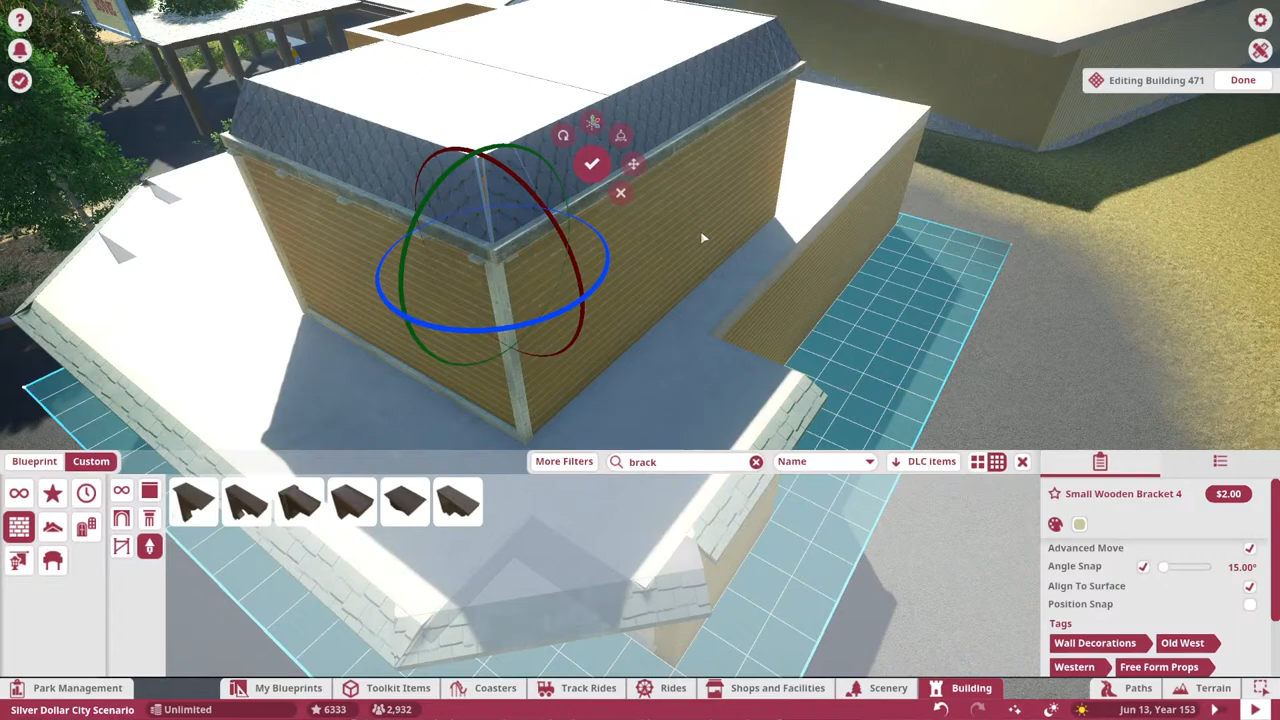 Editing Building 471
Done
Blueprint
Custom
More Filters
brack
Name
DLC items
Small Wooden Bracket 4
$2.00
Advanced Move
Angle Snap
15.00°
Align To Surface
Position Snap
Tags
Wall Decorations
Old West
Western
Free Form Props
Park Management
My Blueprints
Toolkit Items
Coasters
Track Rides
Rides
Shops and Facilities
Scenery
Building
Paths
Terrain
Silver Dollar City Scenario
Unlimited
6333
2,932
Jun 13, Year 153